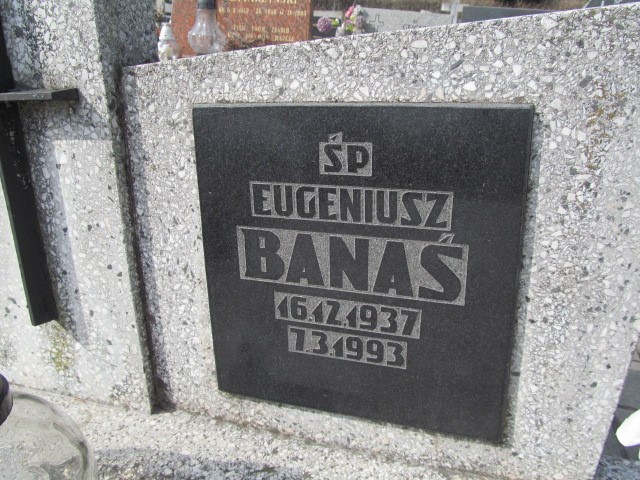 ŚP
EUGENIUSZ
BANAŚ
16.12.1937
7.3.1993